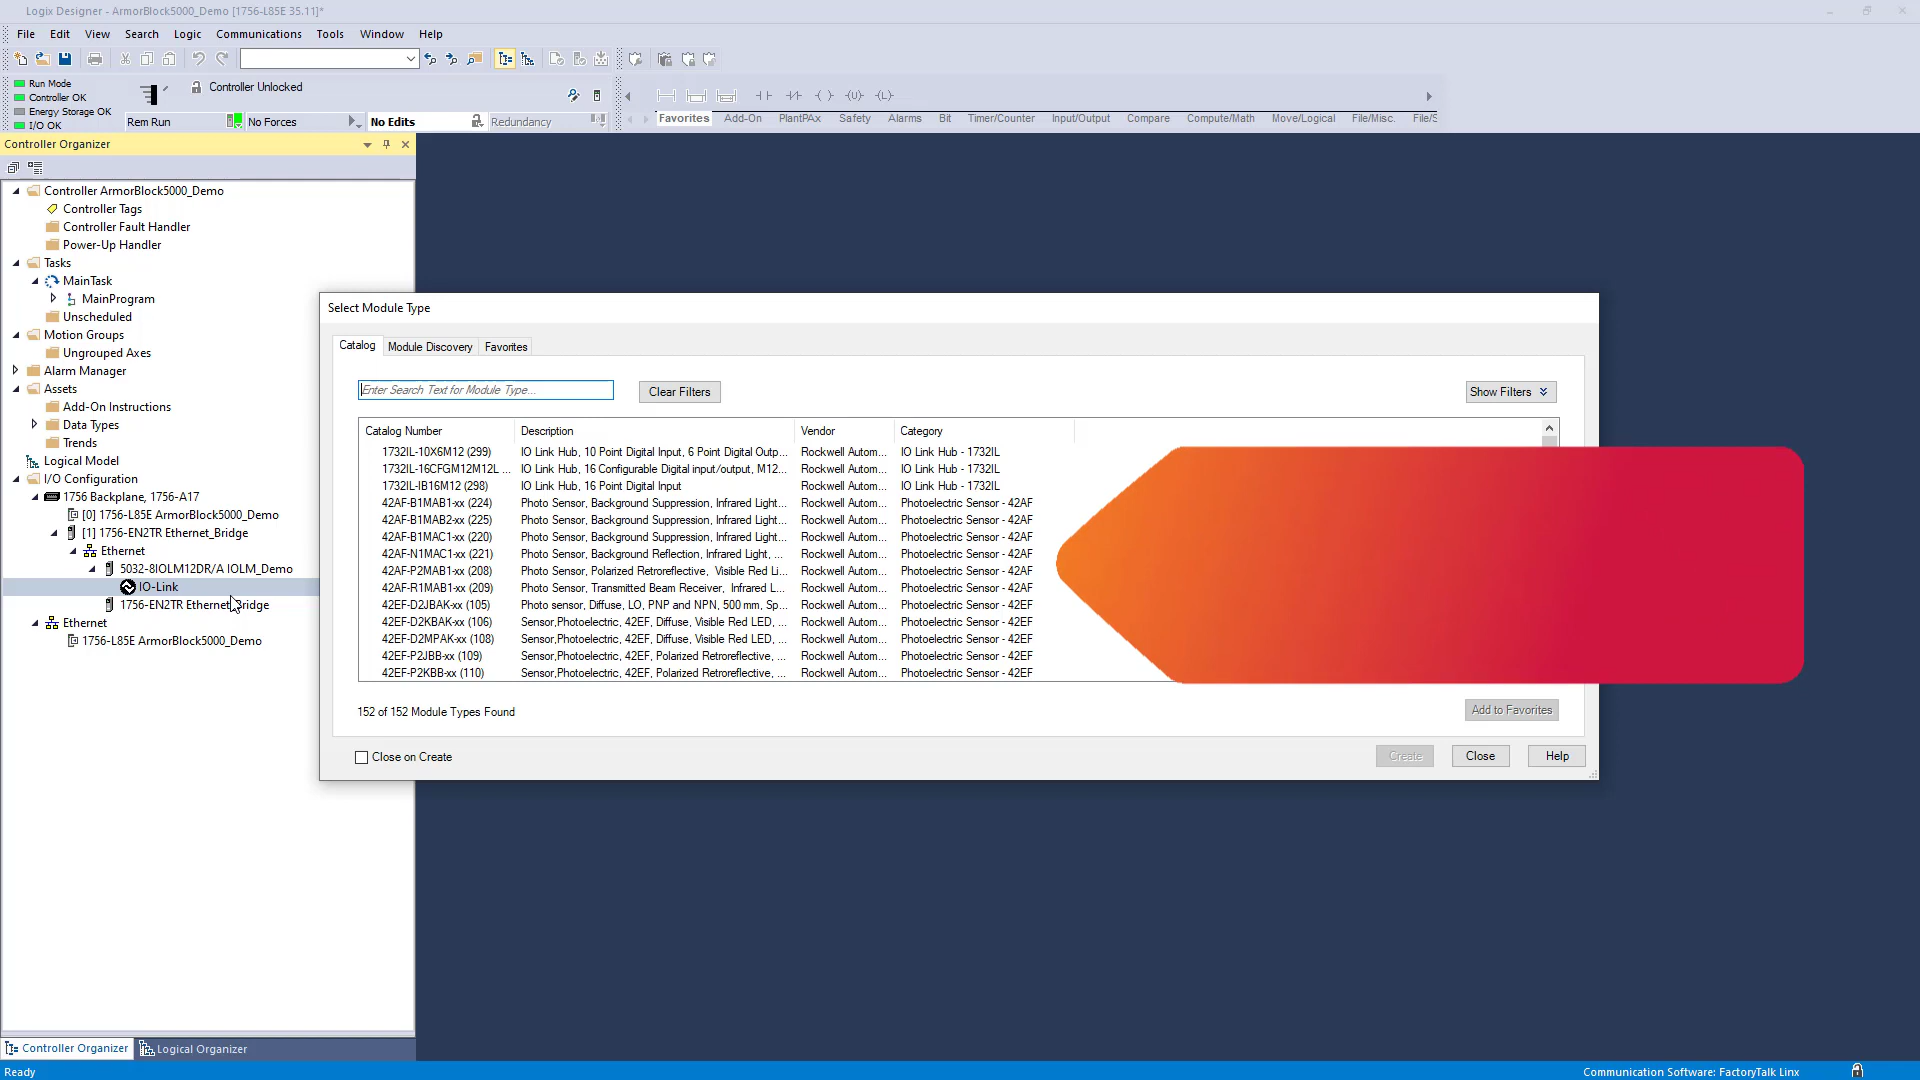 Logix Designer - ArmorBlock5000_Demo [1756-L85E 35.11]*
File Edit View Search Logic Communications Tools Window Help
Run Mode
Controller OK
Energy Storage OK
I/O OK
Controller Unlocked
Rem Run No Forces No Edits Redundancy
Favorites Add-On PlantPAx Safety Alarms Bit Timer/Counter Input/Output Compare Compute/Math Move/Logical File/Misc. File/S
Controller Organizer
Controller ArmorBlock5000_Demo
Controller Tags
Controller Fault Handler
Power-Up Handler
Tasks
MainTask
MainProgram
Unscheduled
Motion Groups
Ungrouped Axes
Alarm Manager
Assets
Add-On Instructions
Data Types
Trends
Logical Model
I/O Configuration
1756 Backplane, 1756-A17
[0] 1756-L85E ArmorBlock5000_Demo
[1] 1756-EN2TR Ethernet_Bridge
Ethernet
5032-8IOLM12DR/A IOLM_Demo
IO-Link
1756-EN2TR Ethernet_Bridge
Ethernet
1756-L85E ArmorBlock5000_Demo
Select Module Type
Catalog Module Discovery Favorites
Enter Search Text for Module Type...
Clear Filters
Show Filters
Catalog Number Description Vendor Category
1732IL-10X6M12 (299) IO Link Hub, 10 Point Digital Input, 6 Point Digital Outp... Rockwell Autom... IO Link Hub - 1732IL
1732IL-16CFGM12M12L ... IO Link Hub, 16 Configurable Digital input/output, M12... Rockwell Autom... IO Link Hub - 1732IL
1732IL-IB16M12 (298) IO Link Hub, 16 Point Digital Input Rockwell Autom... IO Link Hub - 1732IL
42AF-B1MAB1-xx (224) Photo Sensor, Background Suppression, Infrared Light... Rockwell Autom... Photoelectric Sensor - 42AF
42AF-B1MAB2-xx (225) Photo Sensor, Background Suppression, Infrared Light... Rockwell Autom... Photoelectric Sensor - 42AF
42AF-B1MAC1-xx (220) Photo Sensor, Background Suppression, Infrared Light... Rockwell Autom... Photoelectric Sensor - 42AF
42AF-N1MAC1-xx (221) Photo Sensor, Background Reflection, Infrared Light, ... Rockwell Autom... Photoelectric Sensor - 42AF
42AF-P2MAB1-xx (208) Photo Sensor, Polarized Retroreflective, Visible Red Li... Rockwell Autom... Photoelectric Sensor - 42AF
42AF-R1MAB1-xx (209) Photo Sensor, Transmitted Beam Receiver, Infrared L... Rockwell Autom... Photoelectric Sensor - 42AF
42EF-D2JBAK-xx (105) Photo sensor, Diffuse, LO, PNP and NPN, 500 mm, Sp... Rockwell Autom... Photoelectric Sensor - 42EF
42EF-D2KBAK-xx (106) Sensor,Photoelectric, 42EF, Diffuse, Visible Red LED, ... Rockwell Autom... Photoelectric Sensor - 42EF
42EF-D2MPAK-xx (108) Sensor,Photoelectric, 42EF, Diffuse, Visible Red LED, ... Rockwell Autom... Photoelectric Sensor - 42EF
42EF-P2JBB-xx (109) Sensor,Photoelectric, 42EF, Polarized Retroreflective, ... Rockwell Autom... Photoelectric Sensor - 42EF
42EF-P2KBB-xx (110) Sensor,Photoelectric, 42EF, Polarized Retroreflective, ... Rockwell Autom... Photoelectric Sensor - 42EF
152 of 152 Module Types Found
Add to Favorites
Close on Create
Create Close Help
Controller Organizer Logical Organizer
Ready
Communication Software: FactoryTalk Linx